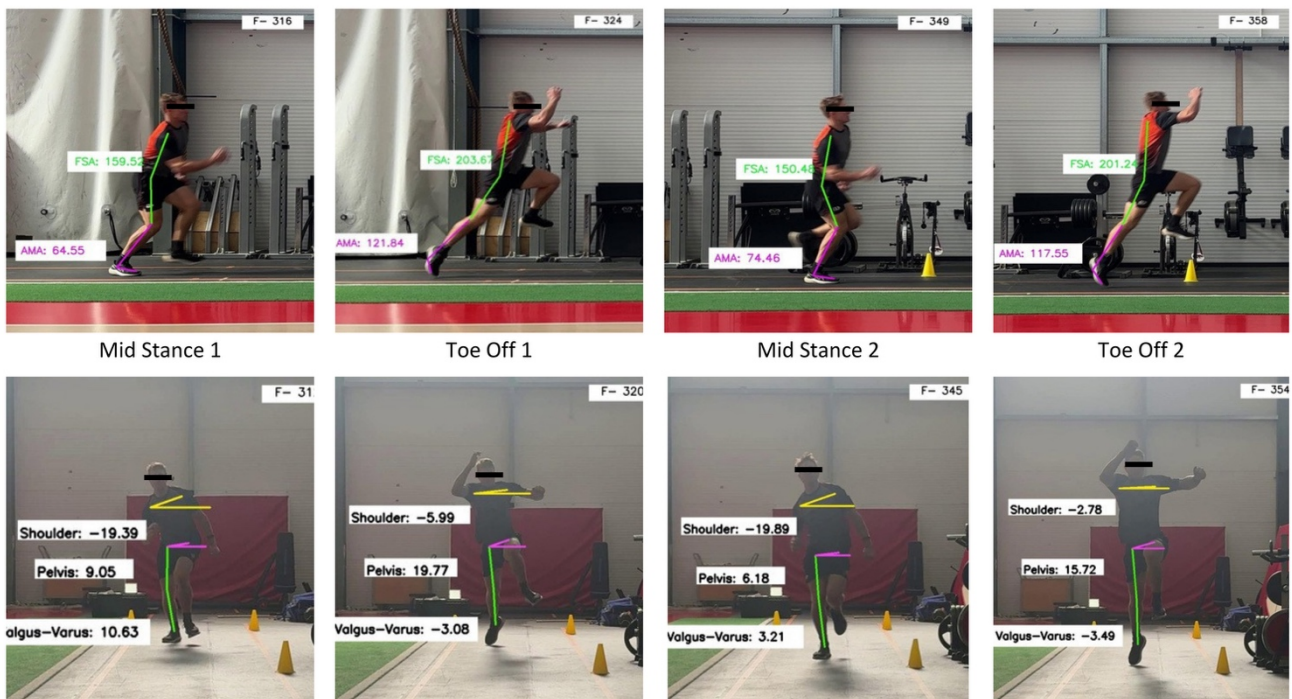 F- 316
FSA: 159.52
AMA: 64.55
F- 324
FSA: 203.67
AMA: 121.84
F- 349
FSA: 150.48
AMA: 74.46
F- 358
FSA: 201.24
AMA: 117.55
Mid Stance 1
Toe Off 1
Mid Stance 2
Toe Off 2
F- 31
Shoulder: -19.39
Pelvis: 9.05
algus-Varus: 10.63
F- 320
Shoulder: -5.99
Pelvis: 19.77
Valgus-Varus: -3.08
F- 345
Shoulder: -19.89
Pelvis: 6.18
Valgus-Varus: 3.21
F- 354
Shoulder: -2.78
Pelvis: 15.72
Valgus-Varus: -3.49